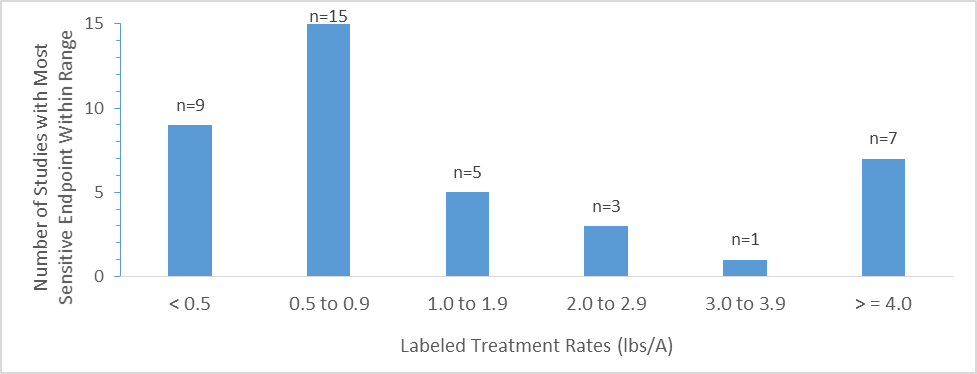 Number of Studies with Most
Sensitive Endpoint Within Range
15
10
5
0
n=9
n=15
n=5
n=3
n=1
n=7
< 0.5
0.5 to 0.9
1.0 to 1.9
2.0 to 2.9
3.0 to 3.9
> = 4.0
Labeled Treatment Rates (lbs/A)